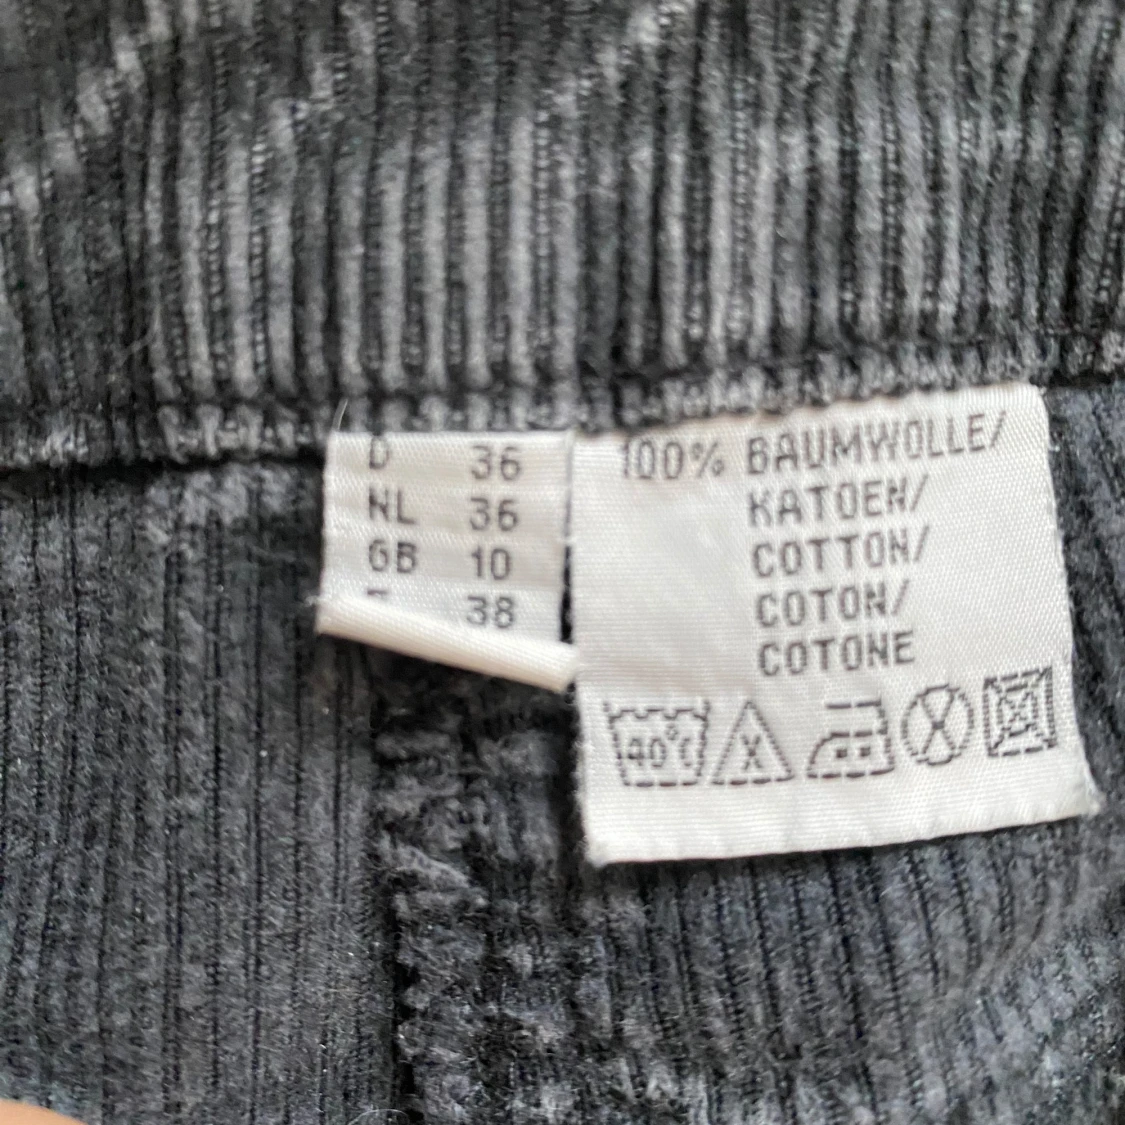 D 36
NL 36
GB 10
38
100% BAUMWOLLE/
KATOEN/
COTTON/
COTON/
COTONE
40°C